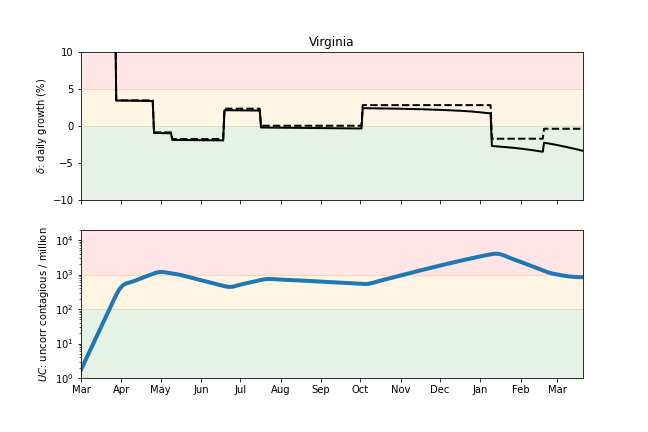 Virginia
δ: daily growth (%)
10
5
0
−5
−10
UC: uncorr contagious / million
10⁴
10³
10²
10¹
10⁰
Mar Apr May Jun Jul Aug Sep Oct Nov Dec Jan Feb Mar